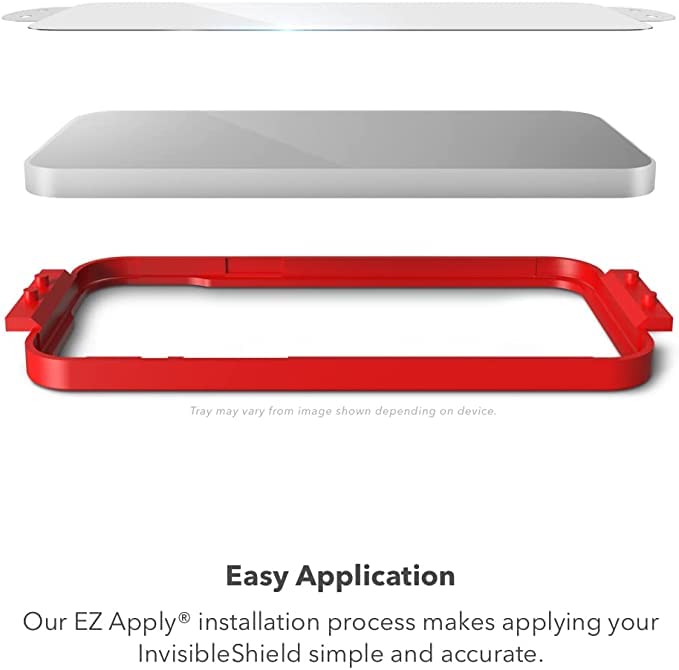 Tray may vary from image shown depending on device.
Easy Application
Our EZ Apply® installation process makes applying your
InvisibleShield simple and accurate.